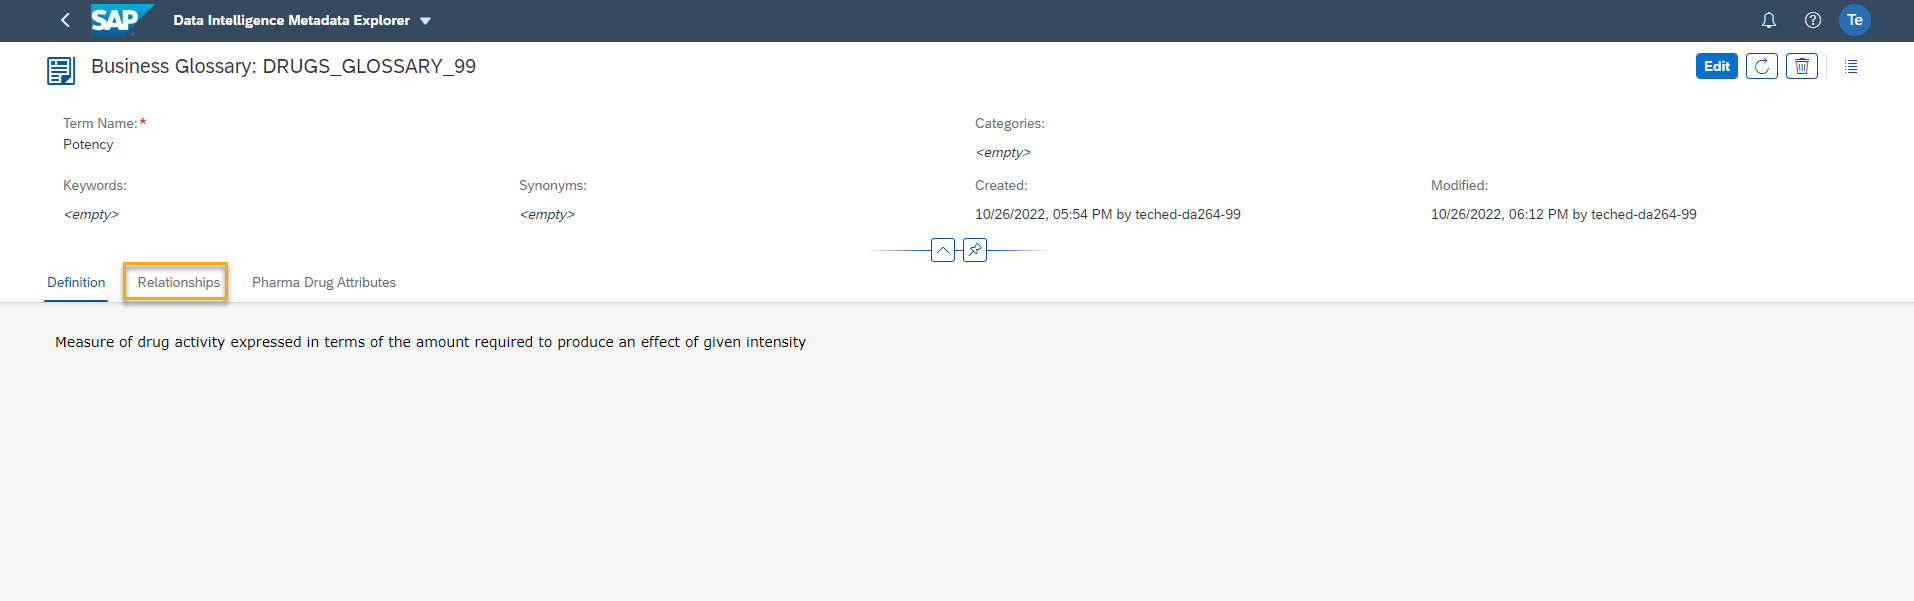 SAP Data Intelligence Metadata Explorer Te
Business Glossary: DRUGS_GLOSSARY_99 Edit
Term Name:* Categories:
Potency <empty>
Keywords: Synonyms: Created: Modified:
<empty> <empty> 10/26/2022, 05:54 PM by teched-da264-99 10/26/2022, 06:12 PM by teched-da264-99
Definition Relationships Pharma Drug Attributes
Measure of drug activity expressed in terms of the amount required to produce an effect of given intensity